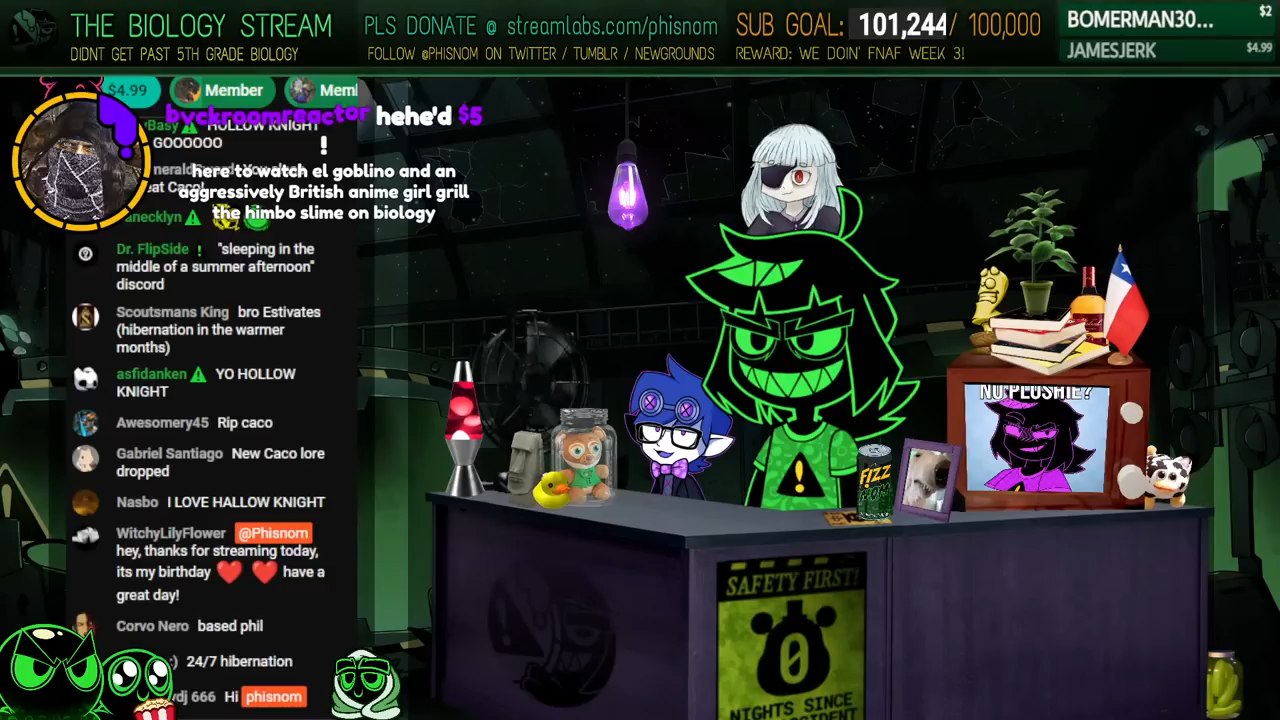 THE BIOLOGY STREAM
DIDNT GET PAST 5TH GRADE BIOLOGY
PLS DONATE @ streamlabs.com/phisnom
FOLLOW @PHISNOM ON TWITTER / TUMBLR / NEWGROUNDS
SUB GOAL: 101,244/ 100,000
REWARD: WE DOIN' FNAF WEEK 3!
BOMERMAN30... $2
JAMESJERK $4.99
$4.99 Member
byckroomreactor hehe'd $5
!
here to watch el goblino and an
aggressively British anime girl grill
the himbo slime on biology
HOLLOW KNIGHT
GOOOOOO
Dr. FlipSide ! "sleeping in the
middle of a summer afternoon"
discord
Scoutsmans King bro Estivates
(hibernation in the warmer
months)
asfidanken YO HOLLOW
KNIGHT
Awesomery45 Rip caco
Gabriel Santiago New Caco lore
dropped
Nasbo I LOVE HALLOW KNIGHT
WitchyLilyFlower @Phisnom
hey, thanks for streaming today,
its my birthday ❤️ ❤️ have a
great day!
Corvo Nero based phil
24/7 hibernation
666 Hi phisnom
NO PLUSHIE?
FIZZ
SAFETY FIRST!
0
NIGHTS SINCE